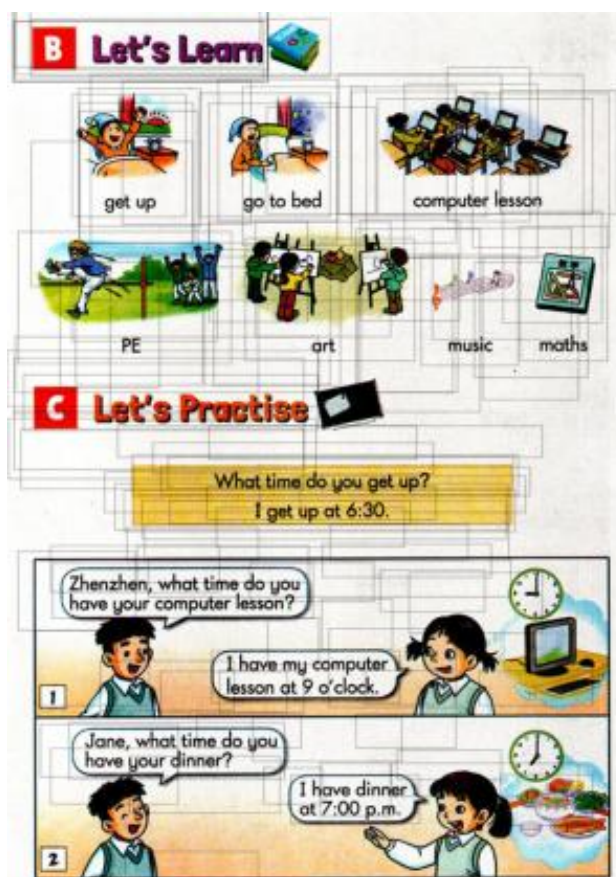 B Let's Learn
get up go to bed computer lesson
PE art music maths
C Let's Practise
What time do you get up?
I get up at 6:30.
Zhenzhen, what time do you
have your computer lesson?
I have my computer
lesson at 9 o'clock.
1
Jane, what time do you
have your dinner?
I have dinner
at 7:00 p.m.
2